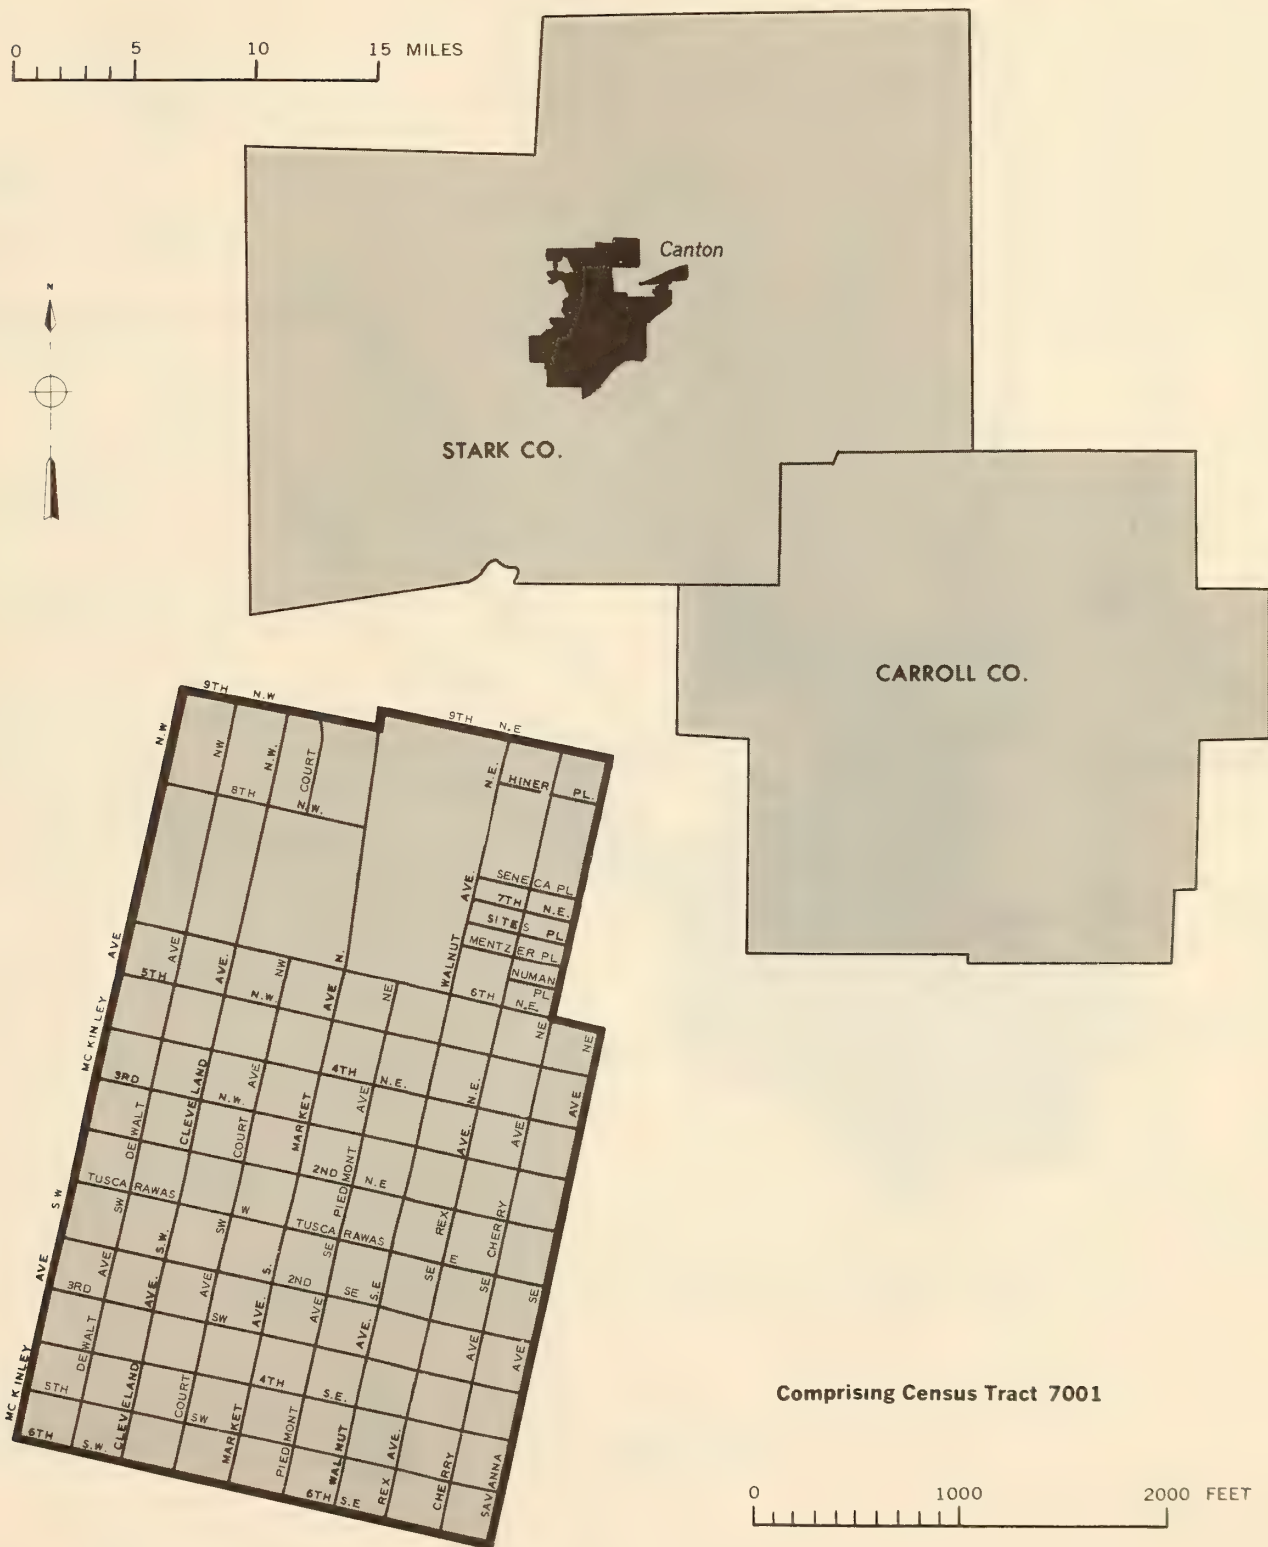 0 5 10 15 MILES
Canton
N
STARK CO.
CARROLL CO.
9TH N.W
9TH N.E
N.W
NW
N.W.
COURT
N.E.
HINER PL.
8TH N.W.
SENECA PL
AVE.
7TH N.E.
SITES PL
MENTZER PL
WALNUT
NUMAN PL
6TH N.E
AVE
AVE
AVE.
NW
N.
5TH N.W
AVE
NE
NE
NE
MC KINLEY
3RD N.W.
CLEVELAND
AVE
4TH N.E.
AVE
N.E.
AVE
DEWALT
COURT
MARKET
AVE.
AVE
PIEDMONT
2ND N.E
TUSCARAWAS W
SW
SW
S.W.
SW
TUSCARAWAS E
REX
CHERRY
SE
S.
SE
SE
SE
AVE
3RD SW
AVE
AVE.
AVE
2ND SE
S.E
AVE.
AVE
AVE.
DEWALT
AVE
AVE.
MC KINLEY
5TH SW
CLEVELAND
COURT
4TH S.E.
MARKET
PIEDMONT
WALNUT
AVE.
6TH S.W.
6TH S.E
REX
CHERRY
SAVANNA
Comprising Census Tract 7001
0 1000 2000 FEET